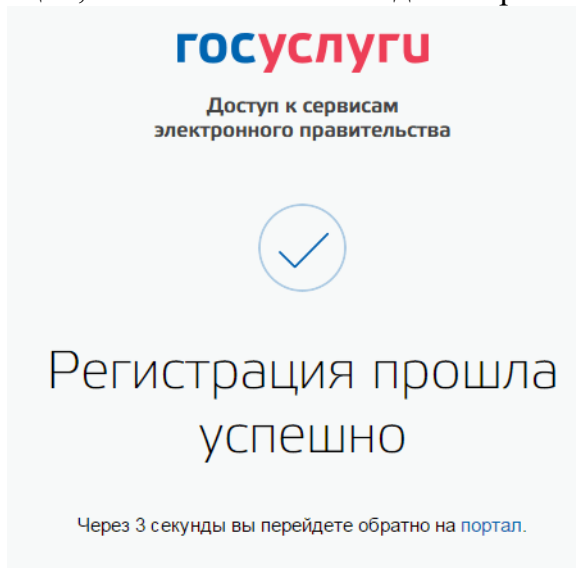 госуслуги
Доступ к сервисам
электронного правительства
Регистрация прошла
успешно
Через 3 секунды вы перейдете обратно на портал.